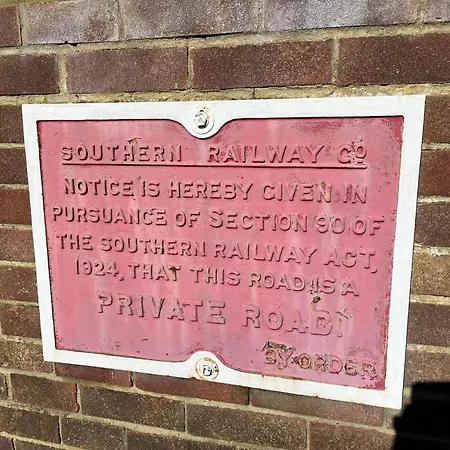 SOUTHERN RAILWAY CO
NOTICE IS HEREBY GIVEN IN
PURSUANCE OF SECTION 90 OF
THE SOUTHERN RAILWAY ACT,
1924, THAT THIS ROAD IS A
PRIVATE ROAD.
BY ORDER